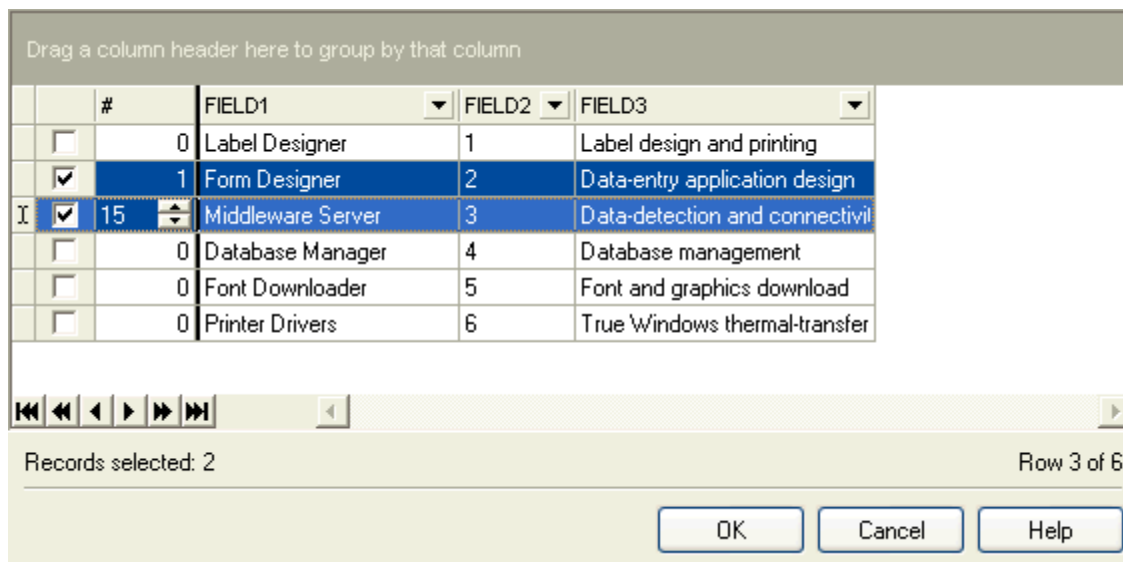 Drag a column header here to group by that column
# FIELD1 FIELD2 FIELD3
0 Label Designer 1 Label design and printing
1 Form Designer 2 Data-entry application design
15 Middleware Server 3 Data-detection and connectivil
0 Database Manager 4 Database management
0 Font Downloader 5 Font and graphics download
0 Printer Drivers 6 True Windows thermal-transfer
Records selected: 2 Row 3 of 6
OK Cancel Help